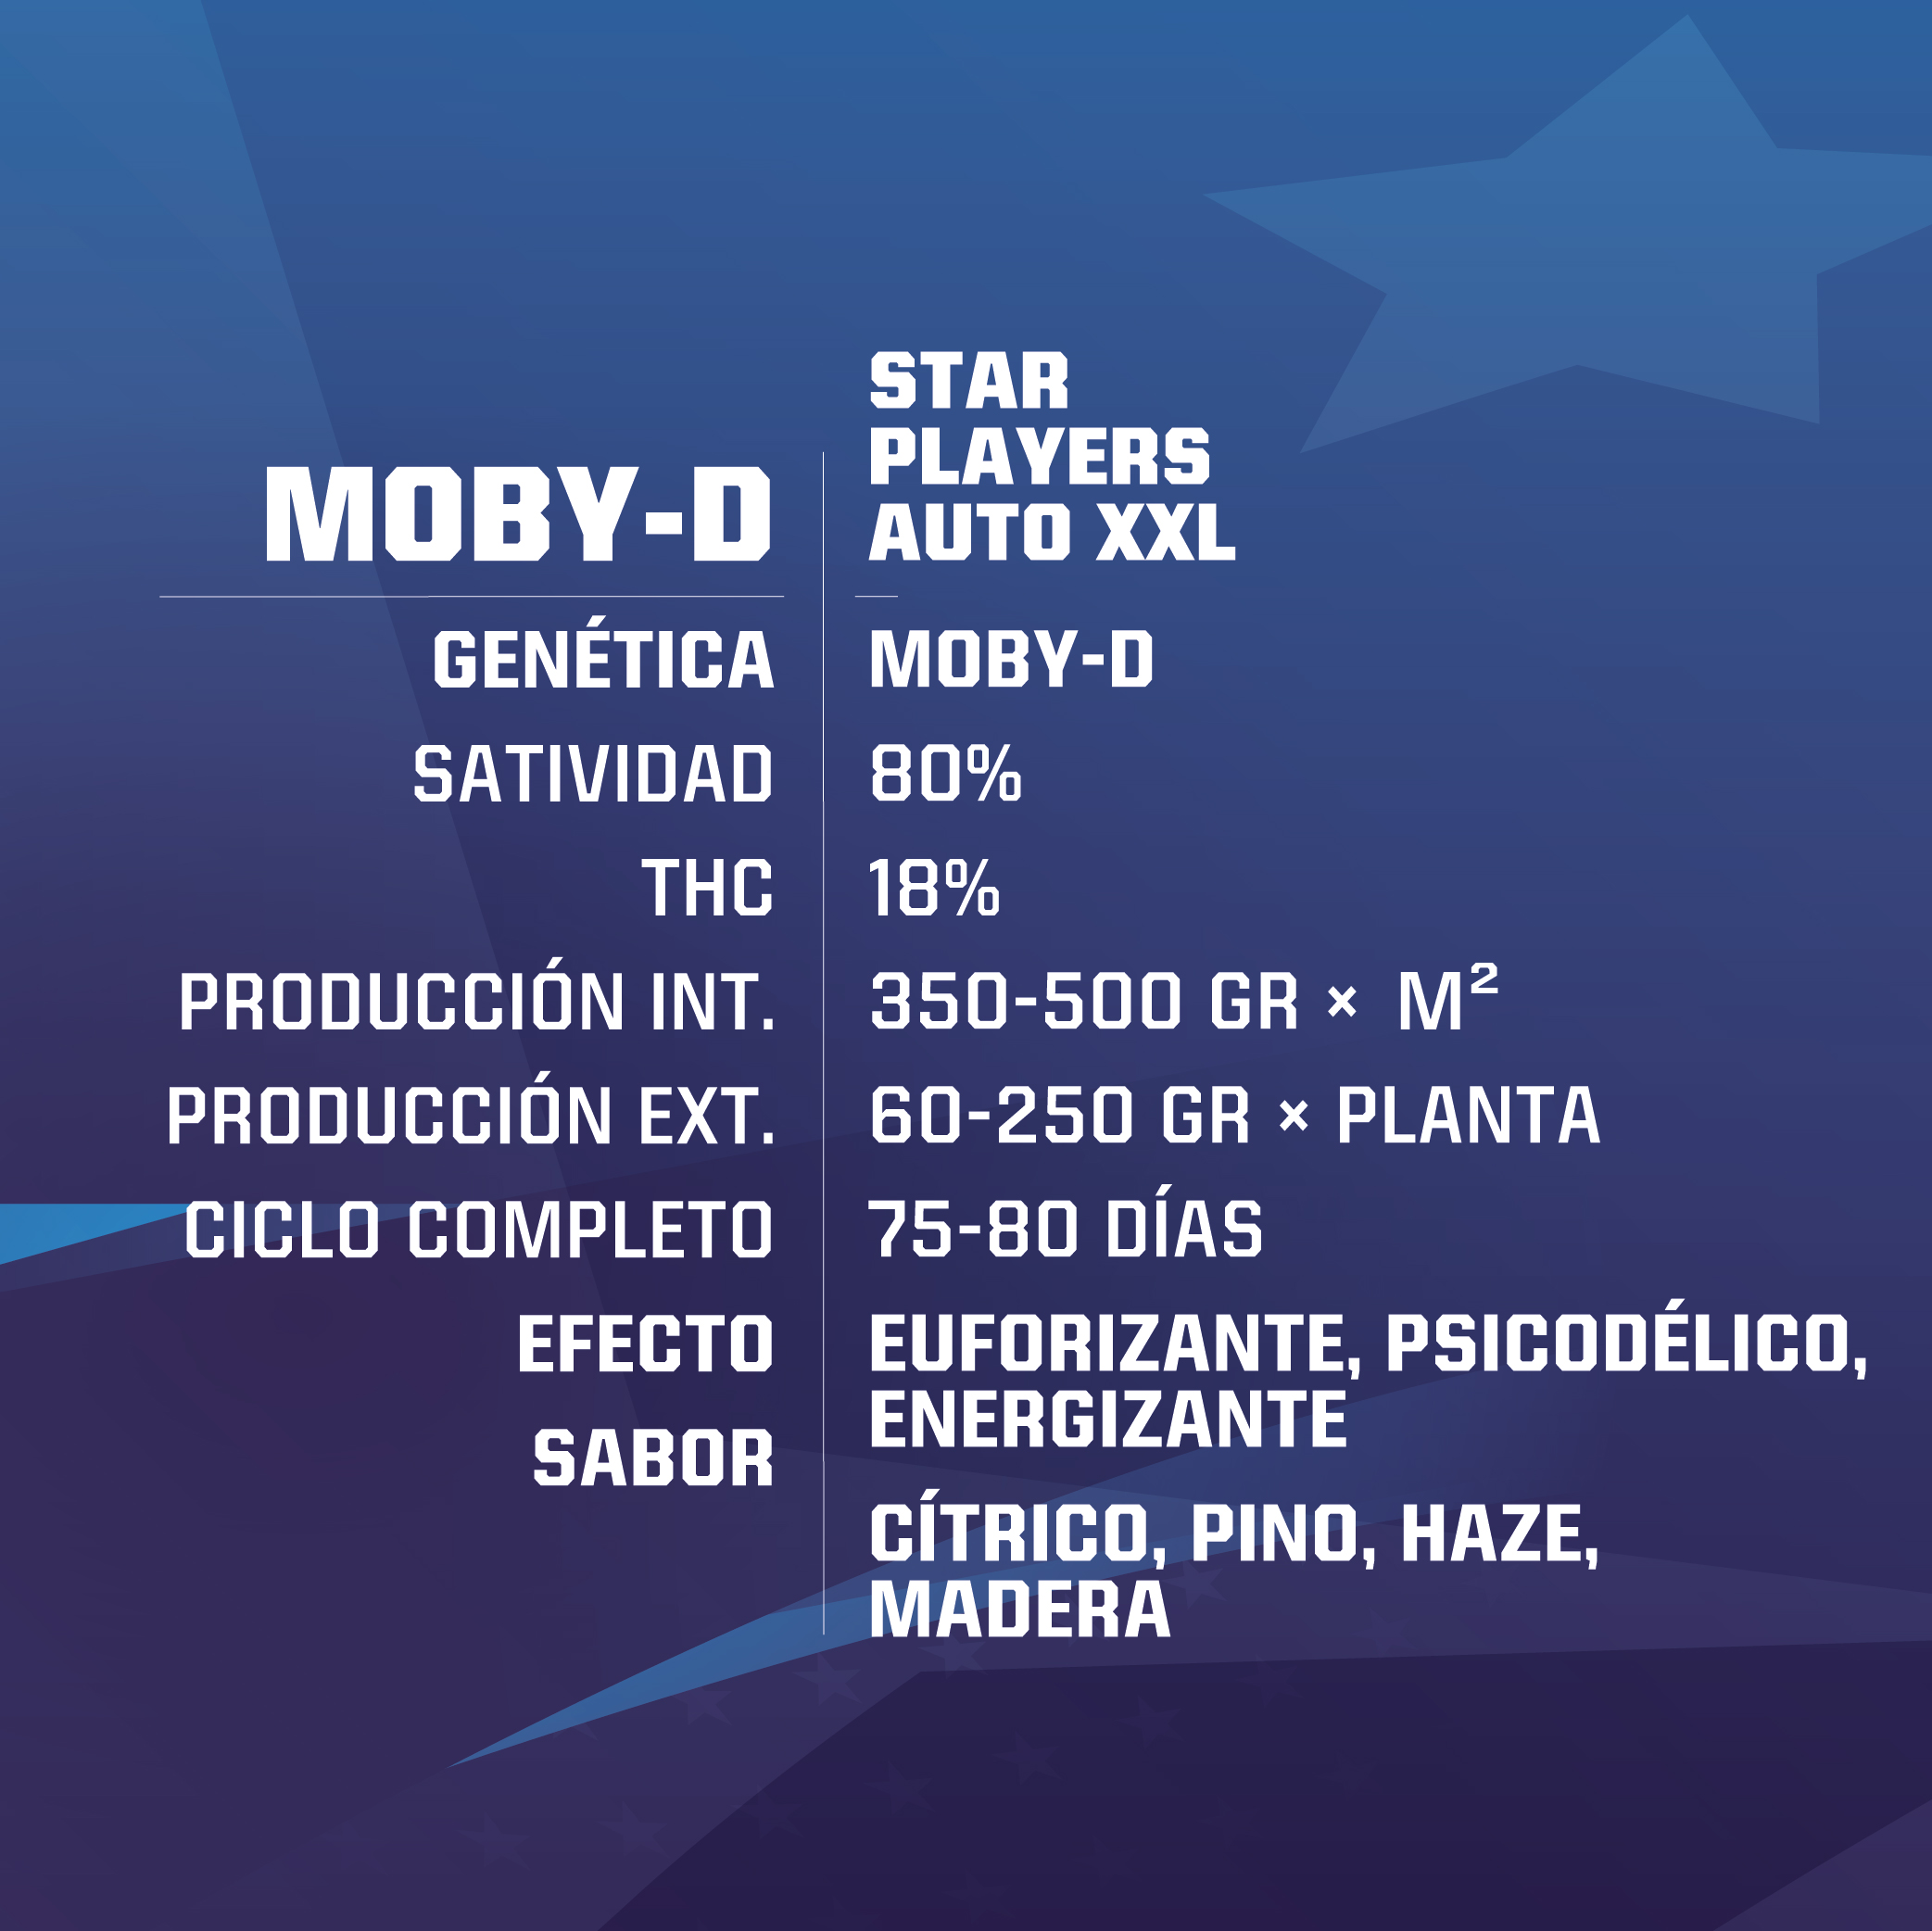 MOBY-D
STAR
PLAYERS
AUTO XXL
GENÉTICA
MOBY-D
SATIVIDAD
80%
THC
18%
PRODUCCIÓN INT.
350-500 GR × M²
PRODUCCIÓN EXT.
60-250 GR × PLANTA
CICLO COMPLETO
75-80 DÍAS
EFECTO
EUFORIZANTE, PSICODÉLICO,
ENERGIZANTE
SABOR
CÍTRICO, PINO, HAZE,
MADERA